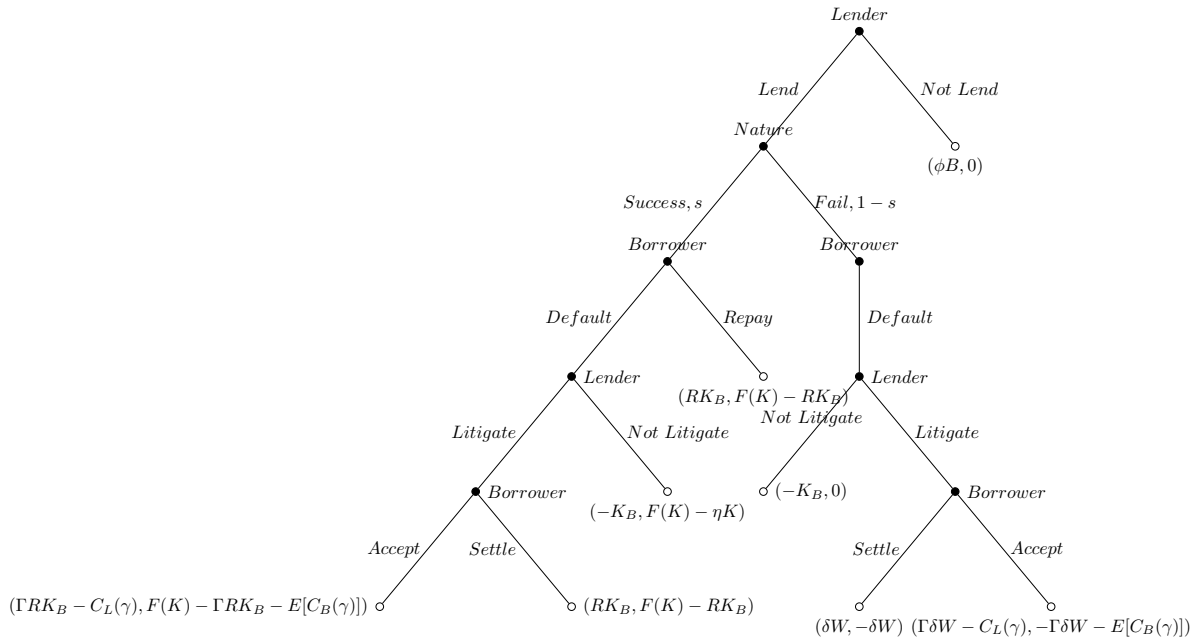 Lender
Lend
Not Lend
Nature
(ϕB, 0)
Success, s
Fail, 1 − s
Borrower
Borrower
Default
Repay
Default
Lender
(RK_B, F(K) − RK_B)
Lender
Not Litigate
Litigate
Not Litigate
Litigate
Borrower
(−K_B, F(K) − ηK)
(−K_B, 0)
Borrower
Accept
Settle
Settle
Accept
(ΓRK_B − C_L(γ), F(K) − ΓRK_B − E[C_B(γ)])
(RK_B, F(K) − RK_B)
(δW, −δW)
(ΓδW − C_L(γ), −ΓδW − E[C_B(γ)])